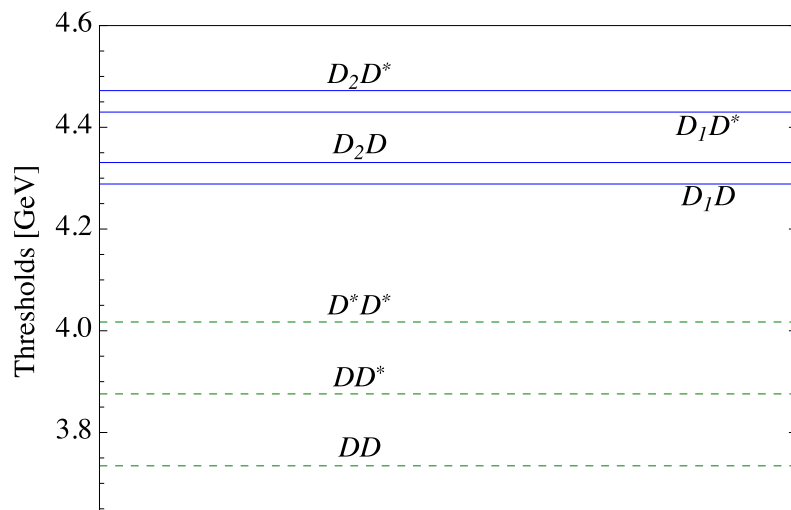 4.6
D₂D*
4.4
D₁D*
D₂D
D₁D
4.2
D*D*
4.0
DD*
3.8
DD
Thresholds [GeV]